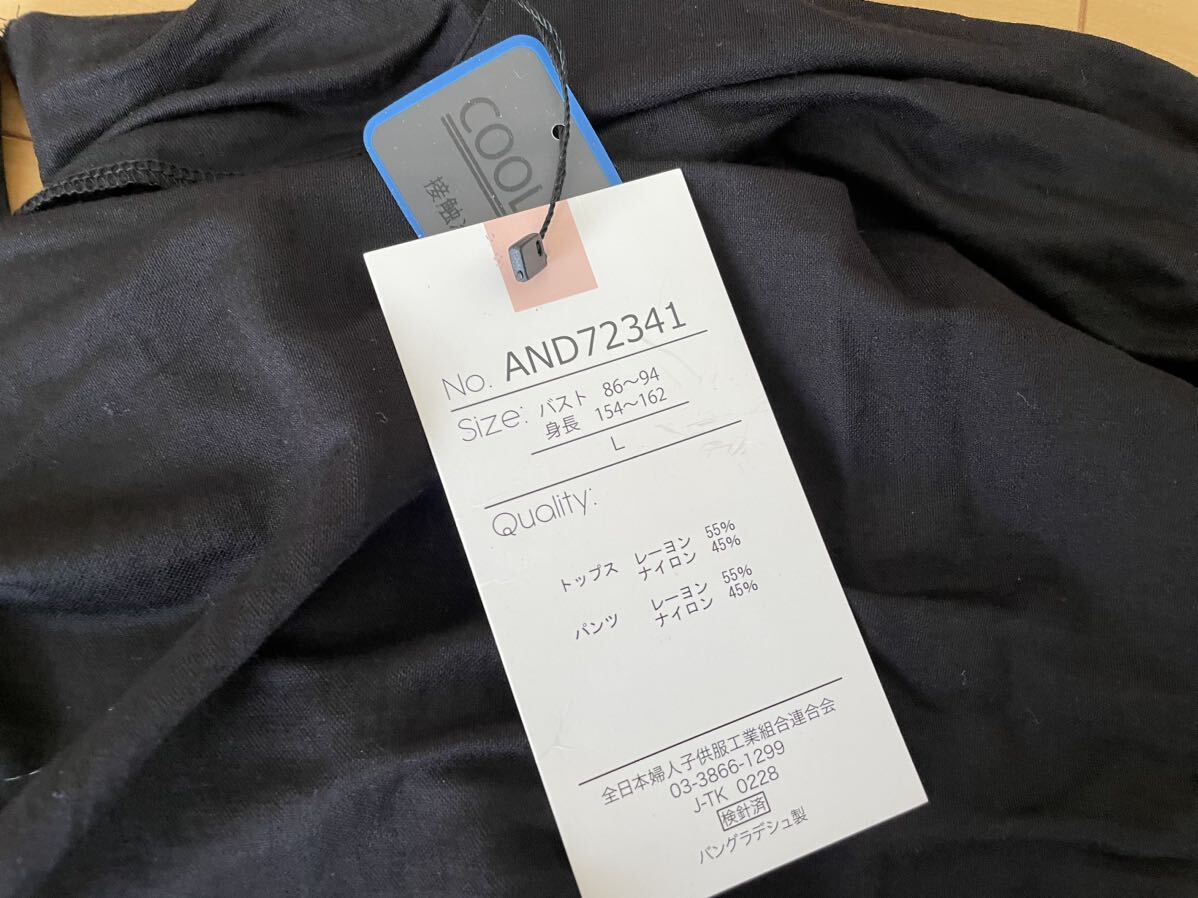 COOL
接触
No. AND72341
Size: バスト 86～94
身長 154～162
L
Quality:
トップス レーヨン 55%
ナイロン 45%
パンツ レーヨン 55%
ナイロン 45%
全日本婦人子供服工業組合連合会
03-3866-1299
J-TK 0228
検針済
バングラデシュ製